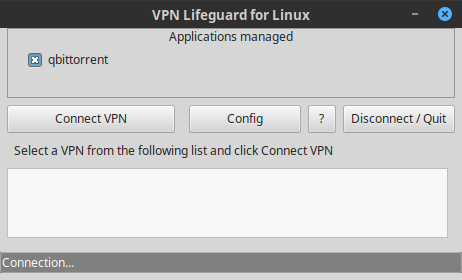 VPN Lifeguard for Linux
Applications managed
qbittorrent
Connect VPN
Config
?
Disconnect / Quit
Select a VPN from the following list and click Connect VPN
Connection...